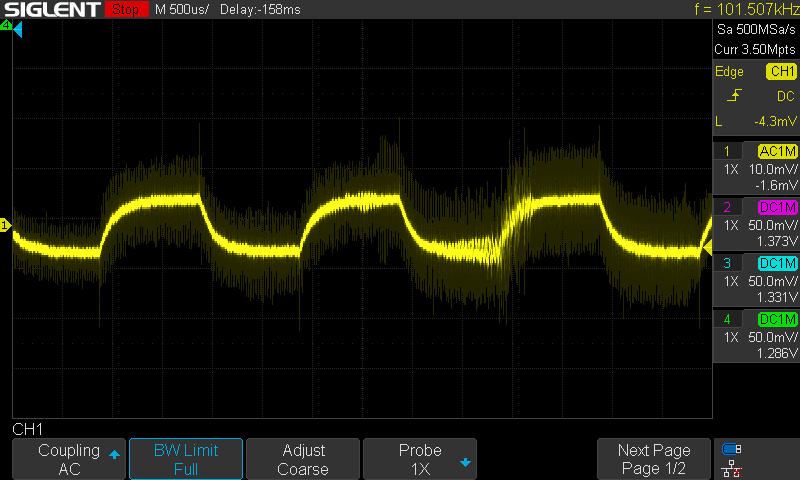 SIGLENT Stop M 500us/ Delay:-158ms f = 101.507kHz
Sa 500MSa/s
Curr 3.50Mpts
Edge CH1
DC
L -4.3mV
1 AC1M
1X 10.0mV/
-1.6mV
2 DC1M
1X 50.0mV/
1.373V
3 DC1M
1X 50.0mV/
1.331V
4 DC1M
1X 50.0mV/
1.286V
4
1
CH1
Coupling
AC
BW Limit
Full
Adjust
Coarse
Probe
1X
Next Page
Page 1/2